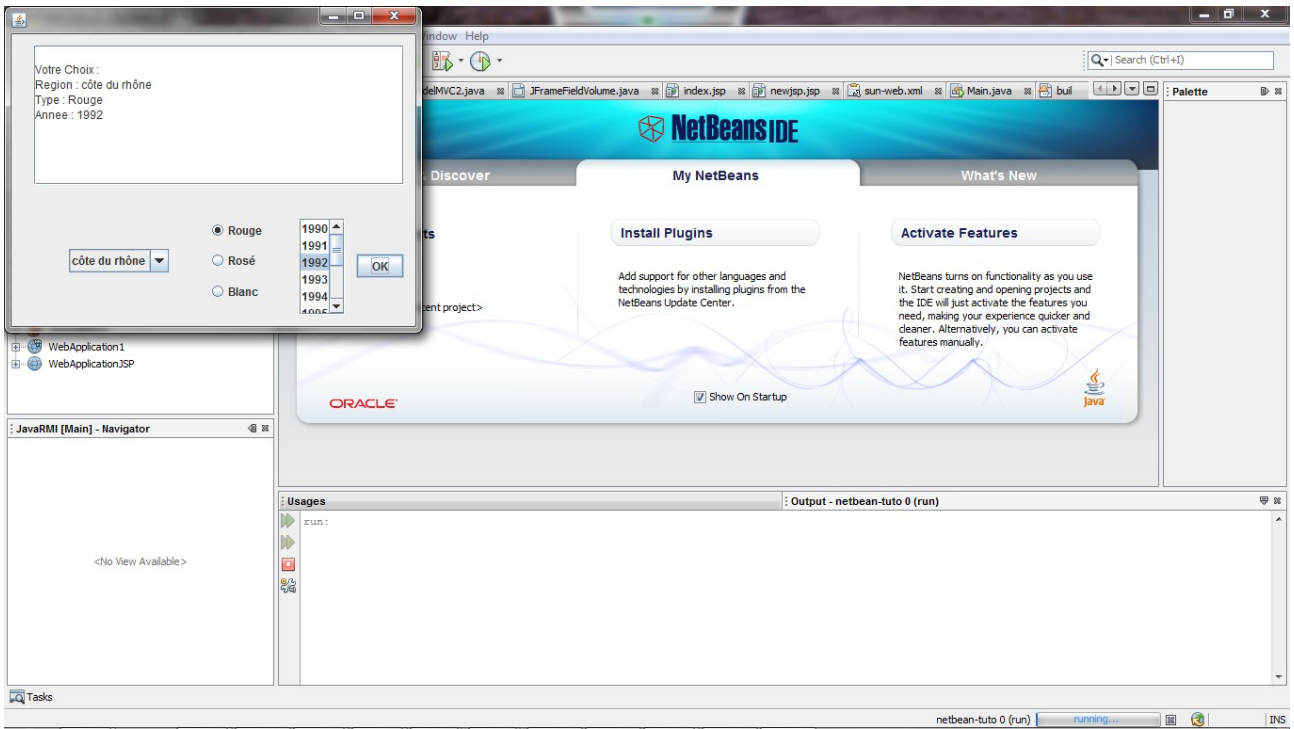 Votre Choix :
Region : côte du rhône
Type : Rouge
Annee : 1992
côte du rhône
Rouge
Rosé
Blanc
1990
1991
1992
1993
1994
OK
Window Help
Search (Ctrl+I)
delMVC2.java JFrameFieldVolume.java index.jsp newjsp.jsp sun-web.xml Main.java buil
Palette
NetBeans IDE
Discover
My NetBeans
What's New
Install Plugins
Activate Features
Add support for other languages and
technologies by installing plugins from the
NetBeans Update Center.
NetBeans turns on functionality as you use
it. Start creating and opening projects and
the IDE will just activate the features you
need, making your experience quicker and
cleaner. Alternatively, you can activate
features manually.
cent project>
ORACLE
Show On Startup
Java
WebApplication1
WebApplicationJSP
JavaRMI [Main] - Navigator
<No View Available>
Usages
Output - netbean-tuto 0 (run)
run:
Tasks
netbean-tuto 0 (run)
running...
INS